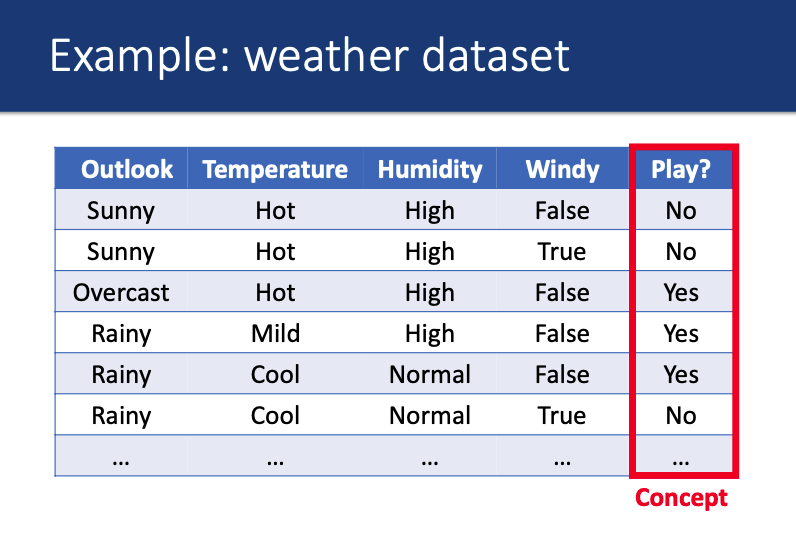 Example: weather dataset
Outlook Temperature Humidity Windy Play?
Sunny Hot High False No
Sunny Hot High True No
Overcast Hot High False Yes
Rainy Mild High False Yes
Rainy Cool Normal False Yes
Rainy Cool Normal True No
... ... ... ... ...
Concept